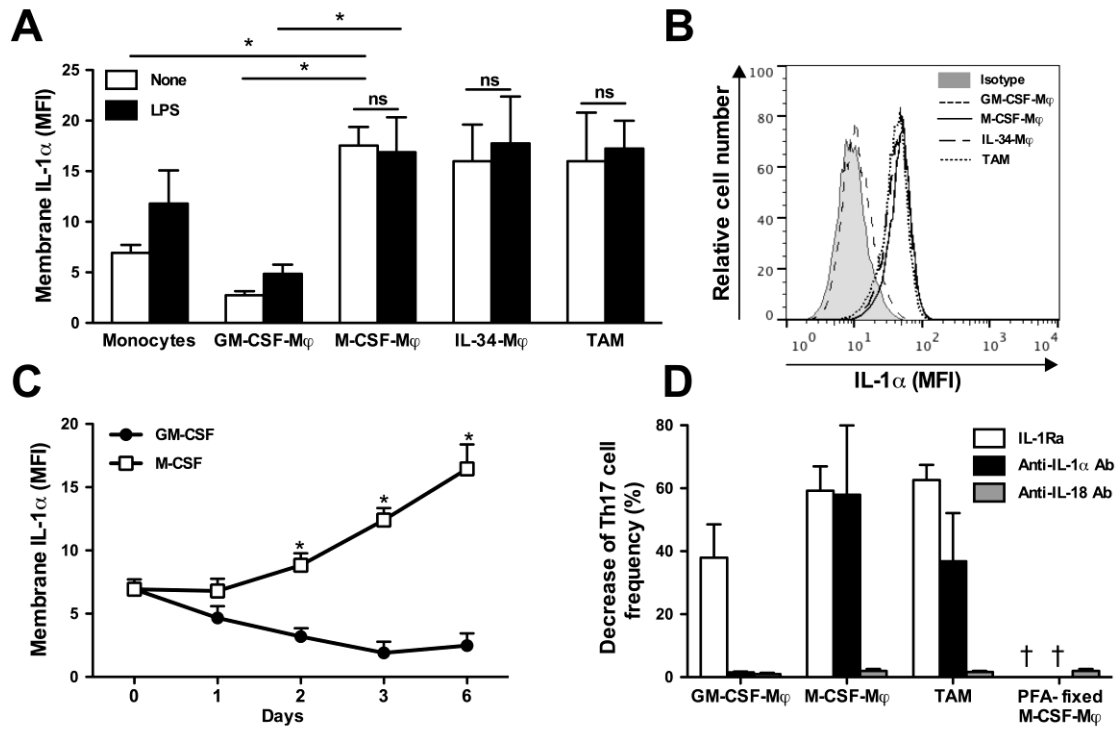 A
Membrane IL-1α (MFI)
25
20
15
10
5
0
None
LPS
*
*
*
ns
ns
ns
Monocytes GM-CSF-Mφ M-CSF-Mφ IL-34-Mφ TAM
B
Relative cell number
100
80
60
40
20
0
Isotype
GM-CSF-Mφ
M-CSF-Mφ
IL-34-Mφ
TAM
10⁰ 10¹ 10² 10³ 10⁴
IL-1α (MFI)
C
Membrane IL-1α (MFI)
20
15
10
5
0
GM-CSF
M-CSF
*
*
*
0 1 2 3 6
Days
D
Decrease of Th17 cell
frequency (%)
80
60
40
20
0
IL-1Ra
Anti-IL-1α Ab
Anti-IL-18 Ab
† †
GM-CSF-Mφ M-CSF-Mφ TAM PFA- fixed
M-CSF-Mφ